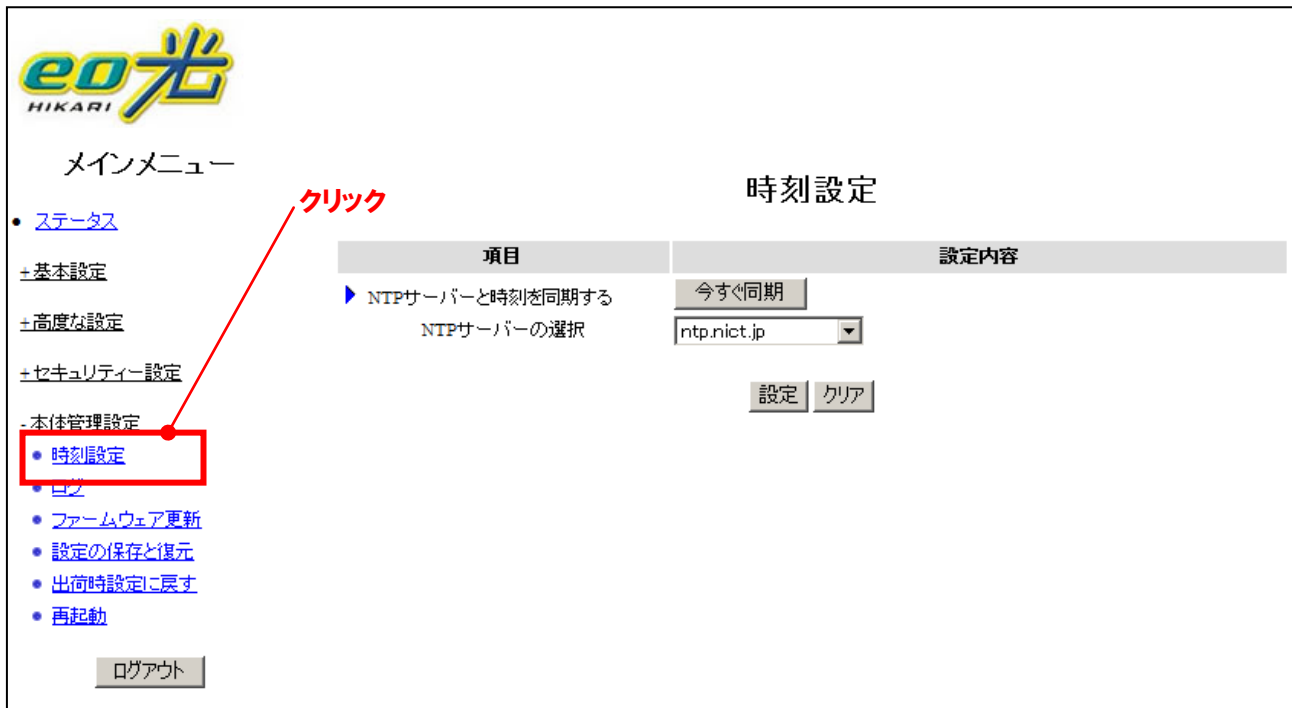 eo光
HIKARI
メインメニュー
• ステータス
+基本設定
+高度な設定
+セキュリティー設定
-本体管理設定
• 時刻設定
• ログ
• ファームウェア更新
• 設定の保存と復元
• 出荷時設定に戻す
• 再起動
ログアウト
クリック
時刻設定
項目 設定内容
NTPサーバーと時刻を同期する 今すぐ同期
NTPサーバーの選択 ntp.nict.jp
設定 クリア